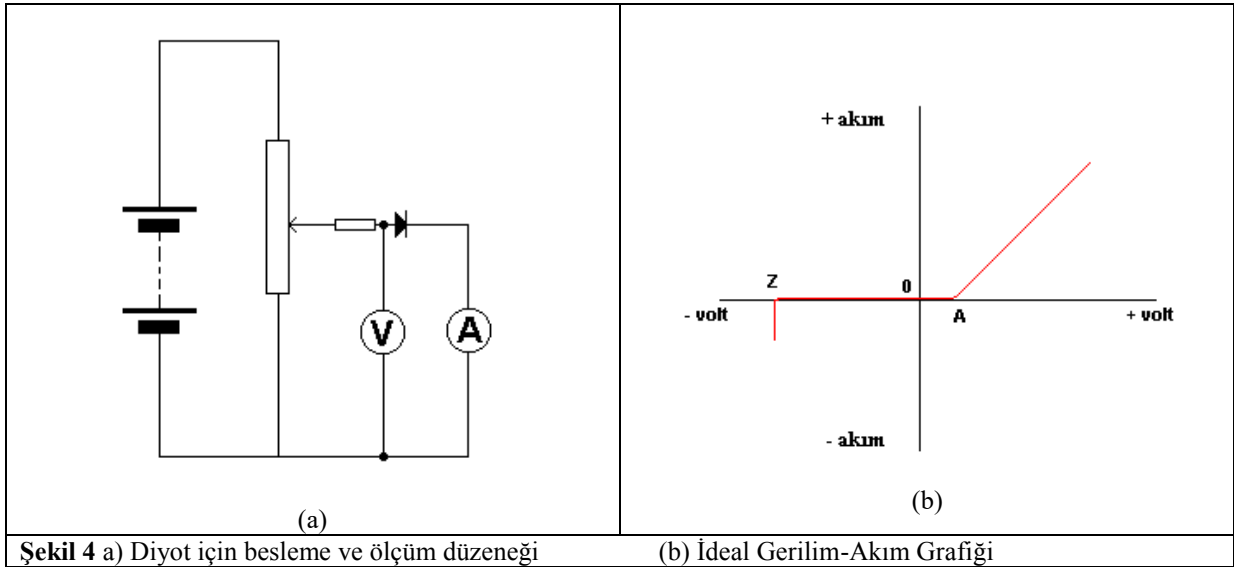 V
A
(a)
+ akım
Z
0
- volt
A
+ volt
- akım
(b)
Şekil 4 a) Diyot için besleme ve ölçüm düzeneği (b) İdeal Gerilim-Akım Grafiği